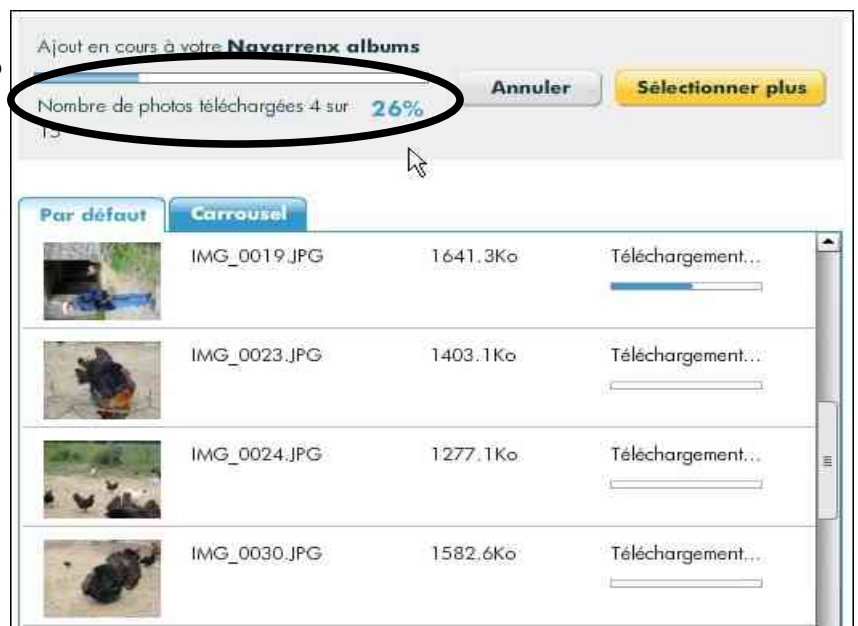 Ajout en cours à votre Navarrenx albums
Nombre de photos téléchargées 4 sur 26%
Annuler
Sélectionner plus
Par défaut
Carrousel
IMG_0019.JPG 1641.3Ko Téléchargement...
IMG_0023.JPG 1403.1Ko Téléchargement...
IMG_0024.JPG 1277.1Ko Téléchargement...
IMG_0030.JPG 1582.6Ko Téléchargement...